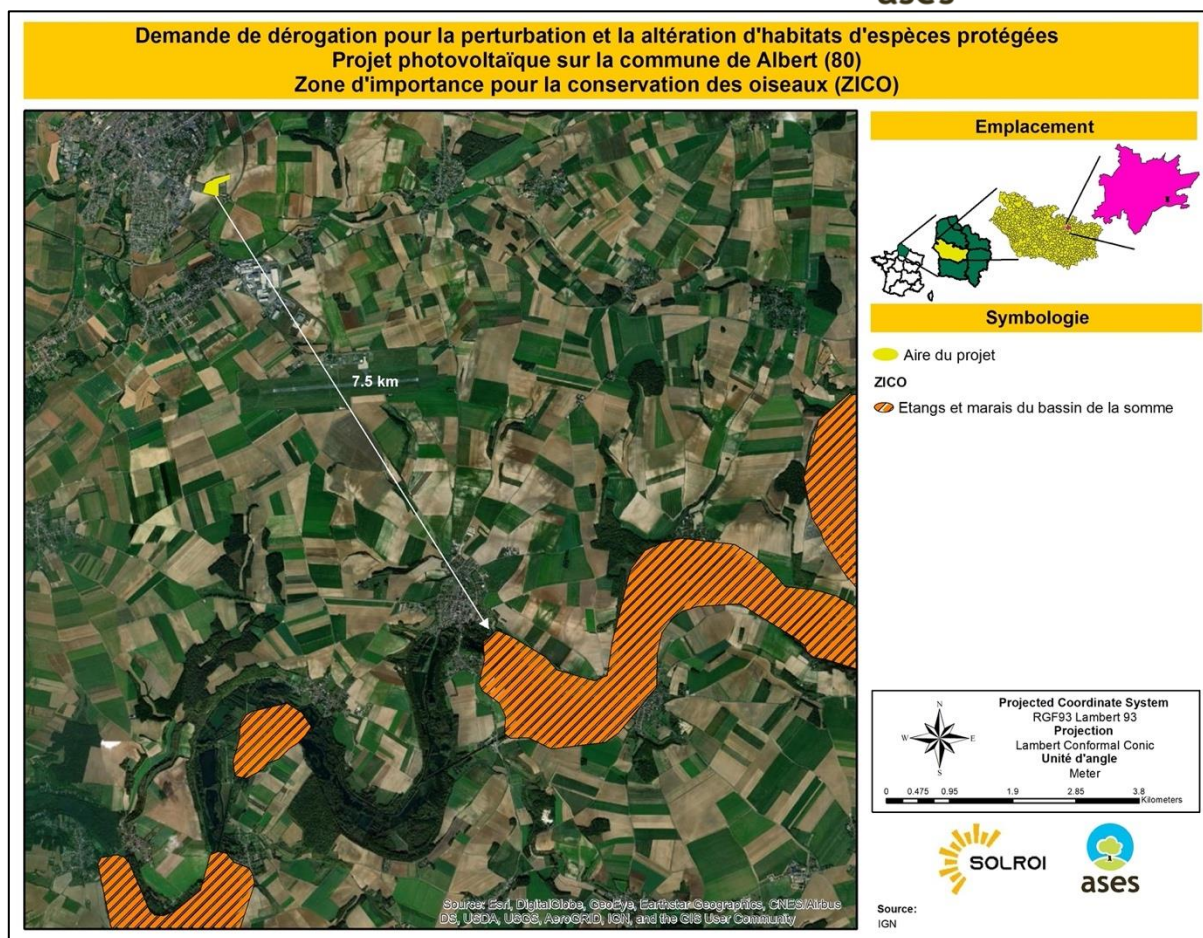 ases
Demande de dérogation pour la perturbation et la altération d'habitats d'espèces protégées
Projet photovoltaïque sur la commune de Albert (80)
Zone d'importance pour la conservation des oiseaux (ZICO)
7.5 km
Source: Esri, DigitalGlobe, GeoEye, Earthstar Geographics, CNES/Airbus
DS, USDA, USGS, AeroGRID, IGN, and the GIS User Community
Emplacement
Symbologie
Aire du projet
ZICO
Etangs et marais du bassin de la somme
N
W
E
S
Projected Coordinate System
RGF93 Lambert 93
Projection
Lambert Conformal Conic
Unité d'angle
Meter
0 0.475 0.95 1.9 2.85 3.8
Kilometers
SOLROI
ases
Source:
IGN